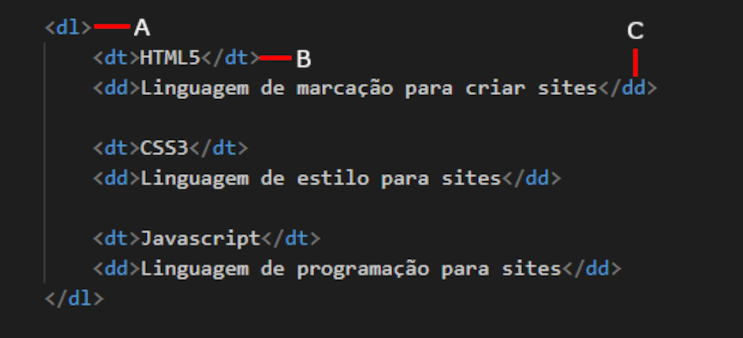 <dl> A
C
<dt>HTML5</dt> B
<dd>Linguagem de marcação para criar sites</dd>
<dt>CSS3</dt>
<dd>Linguagem de estilo para sites</dd>
<dt>Javascript</dt>
<dd>Linguagem de programação para sites</dd>
</dl>